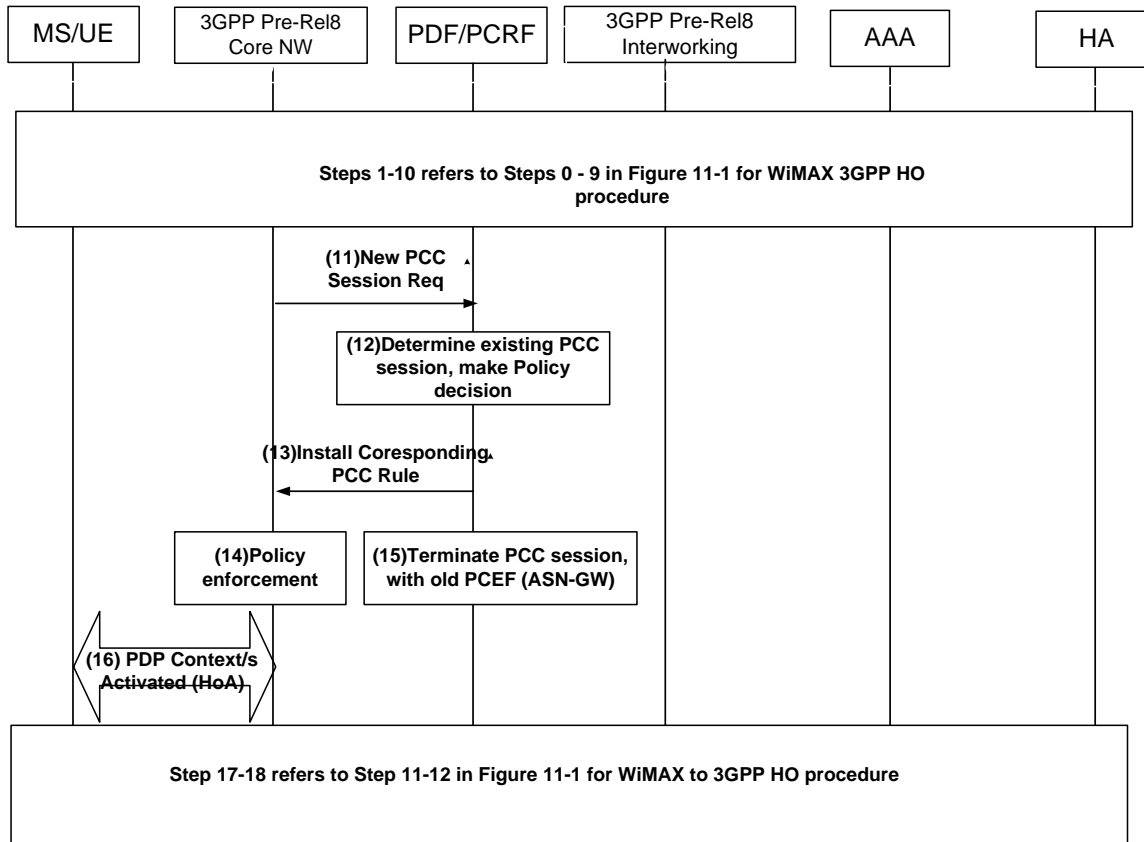 MS/UE
3GPP Pre-Rel8
Core NW
PDF/PCRF
3GPP Pre-Rel8
Interworking
AAA
HA
Steps 1-10 refers to Steps 0 - 9 in Figure 11-1 for WiMAX 3GPP HO
procedure
(11)New PCC
Session Req
(12)Determine existing PCC
session, make Policy
decision
(13)Install Coresponding
PCC Rule
(14)Policy
enforcement
(15)Terminate PCC session,
with old PCEF (ASN-GW)
(16) PDP Context/s
Activated (HoA)
Step 17-18 refers to Step 11-12 in Figure 11-1 for WiMAX to 3GPP HO procedure